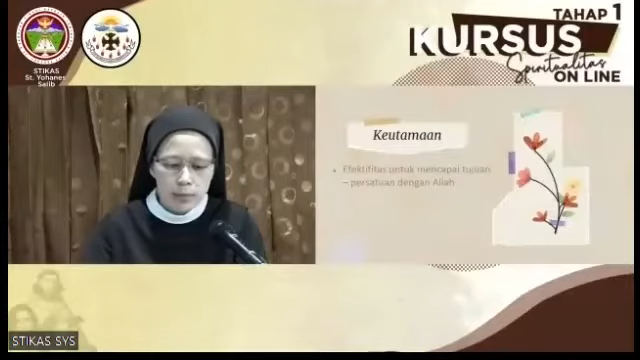 TAHAP 1
KURSUS
Spiritualitas
ON LINE
STIKAS
St. Yohanes
Salib
Keutamaan
• Efektifitas untuk mencapai tujuan
– persatuan dengan Allah
STIKAS SYS